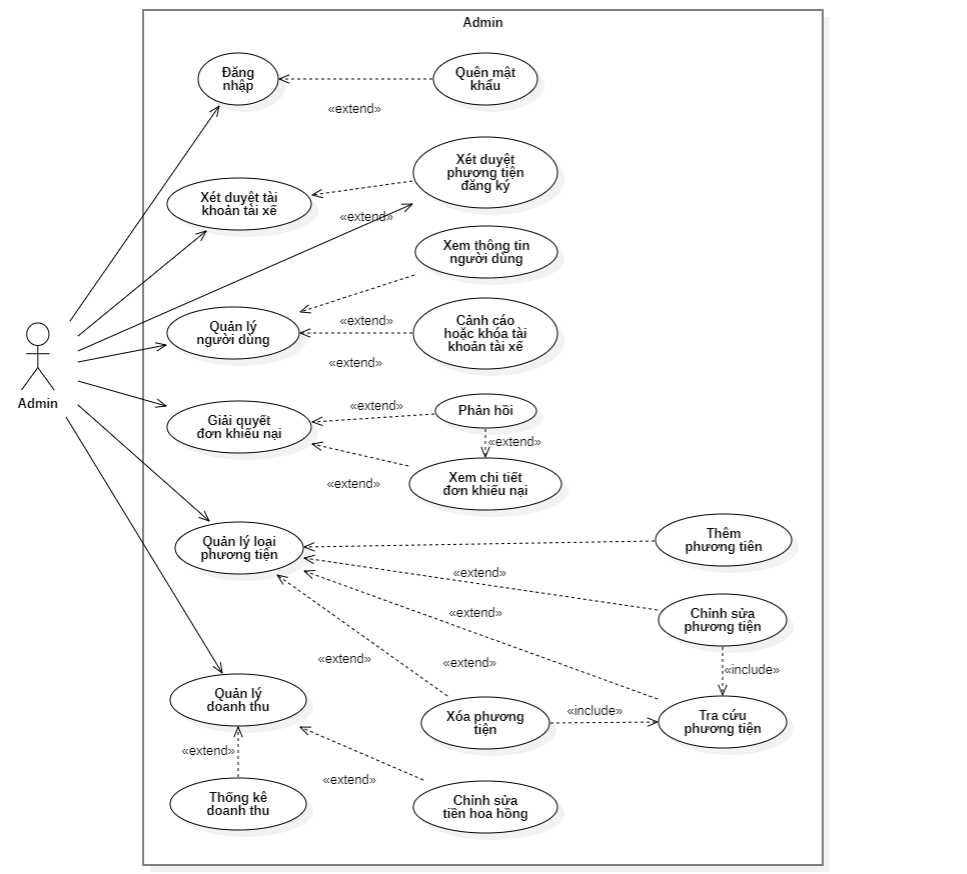 Admin
Đăng
nhập
Quên mật
khẩu
«extend»
Xét duyệt
phương tiện
đăng ký
Xét duyệt tài
khoản tài xế
«extend»
Xem thông tin
người dùng
Quản lý
người dùng
«extend»
Cảnh cáo
hoặc khóa tài
khoản tài xế
«extend»
Admin
Giải quyết
đơn khiếu nại
«extend»
Phản hồi
«extend»
Xem chi tiết
đơn khiếu nại
«extend»
Quản lý loại
phương tiện
Thêm
phương tiên
«extend»
«extend»
Chỉnh sửa
phương tiện
«extend»
«extend»
«include»
Quản lý
doanh thu
Xóa phương
tiện
«include»
Tra cứu
phương tiện
«extend»
«extend»
Thống kê
doanh thu
Chỉnh sửa
tiền hoa hồng